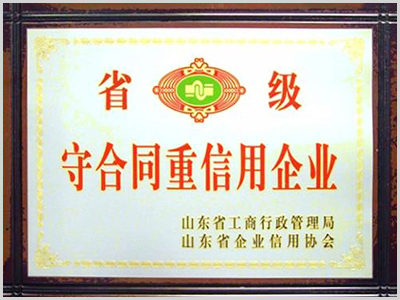 省 级
守合同重信用企业
山东省工商行政管理局
山东省企业信用协会